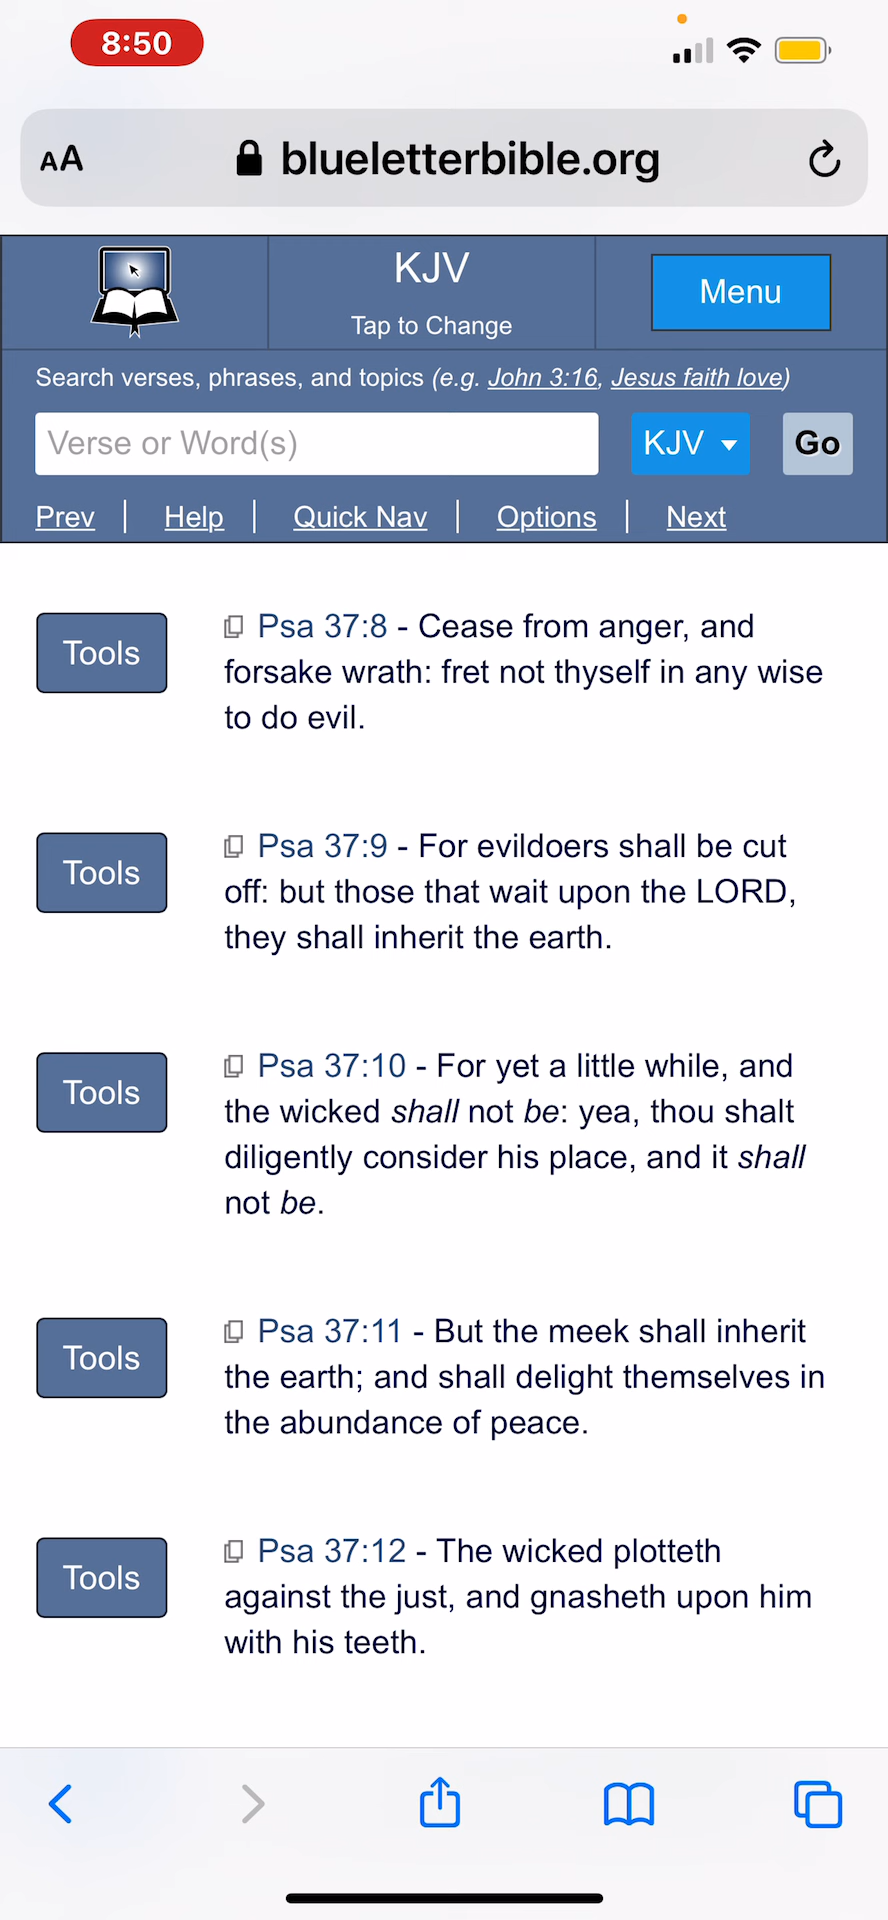 8:50
AA blueletterbible.org
KJV
Tap to Change
Menu
Search verses, phrases, and topics (e.g. John 3:16, Jesus faith love)
Verse or Word(s)
KJV
Go
Prev | Help | Quick Nav | Options | Next
Tools
Psa 37:8 - Cease from anger, and
forsake wrath: fret not thyself in any wise
to do evil.
Tools
Psa 37:9 - For evildoers shall be cut
off: but those that wait upon the LORD,
they shall inherit the earth.
Tools
Psa 37:10 - For yet a little while, and
the wicked shall not be: yea, thou shalt
diligently consider his place, and it shall
not be.
Tools
Psa 37:11 - But the meek shall inherit
the earth; and shall delight themselves in
the abundance of peace.
Tools
Psa 37:12 - The wicked plotteth
against the just, and gnasheth upon him
with his teeth.